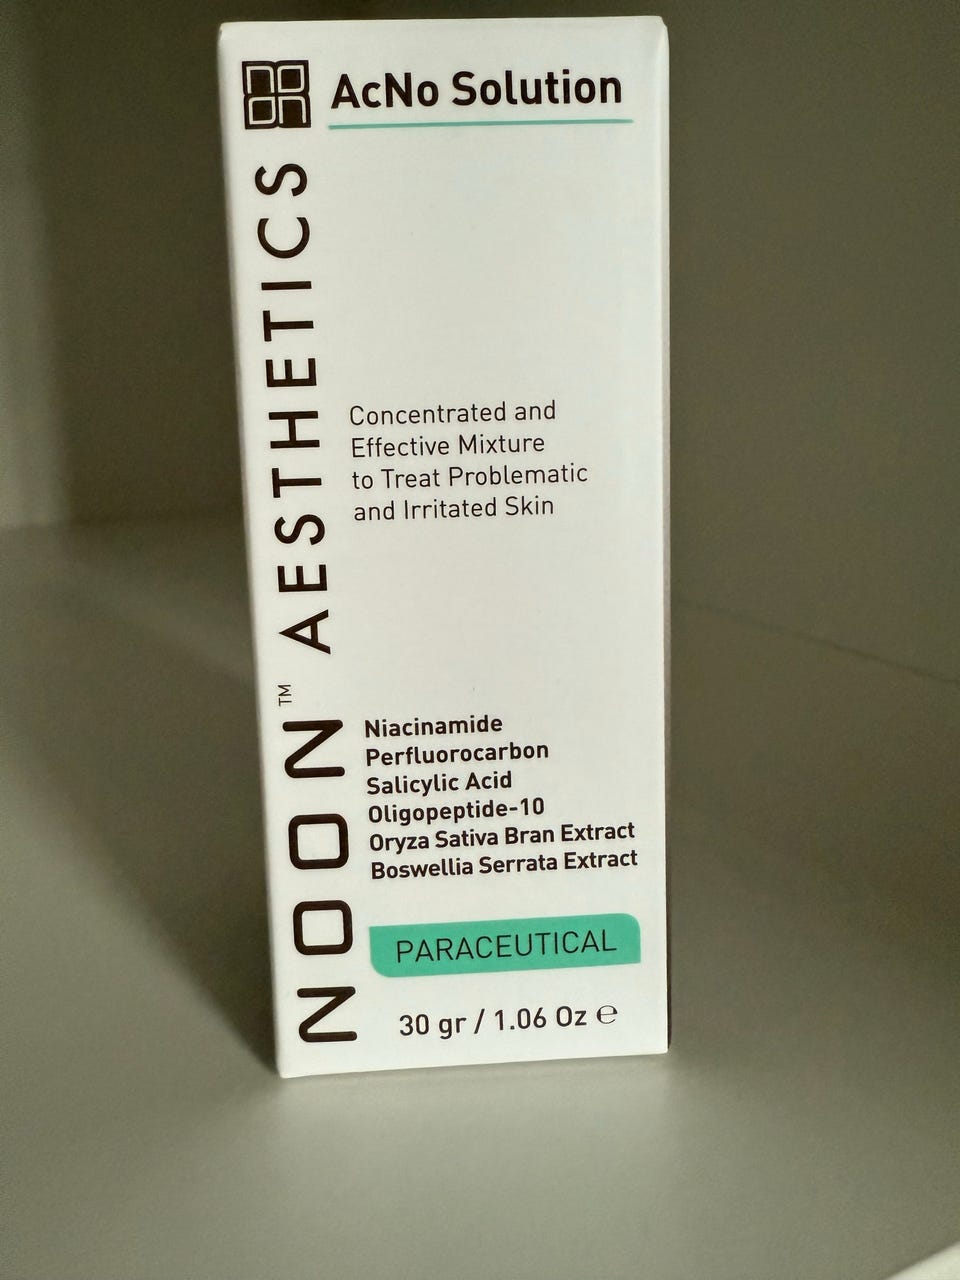 NOON
AcNo Solution
NOON™ AESTHETICS
Concentrated and
Effective Mixture
to Treat Problematic
and Irritated Skin
Niacinamide
Perfluorocarbon
Salicylic Acid
Oligopeptide-10
Oryza Sativa Bran Extract
Boswellia Serrata Extract
PARACEUTICAL
30 gr / 1.06 Oz ℮